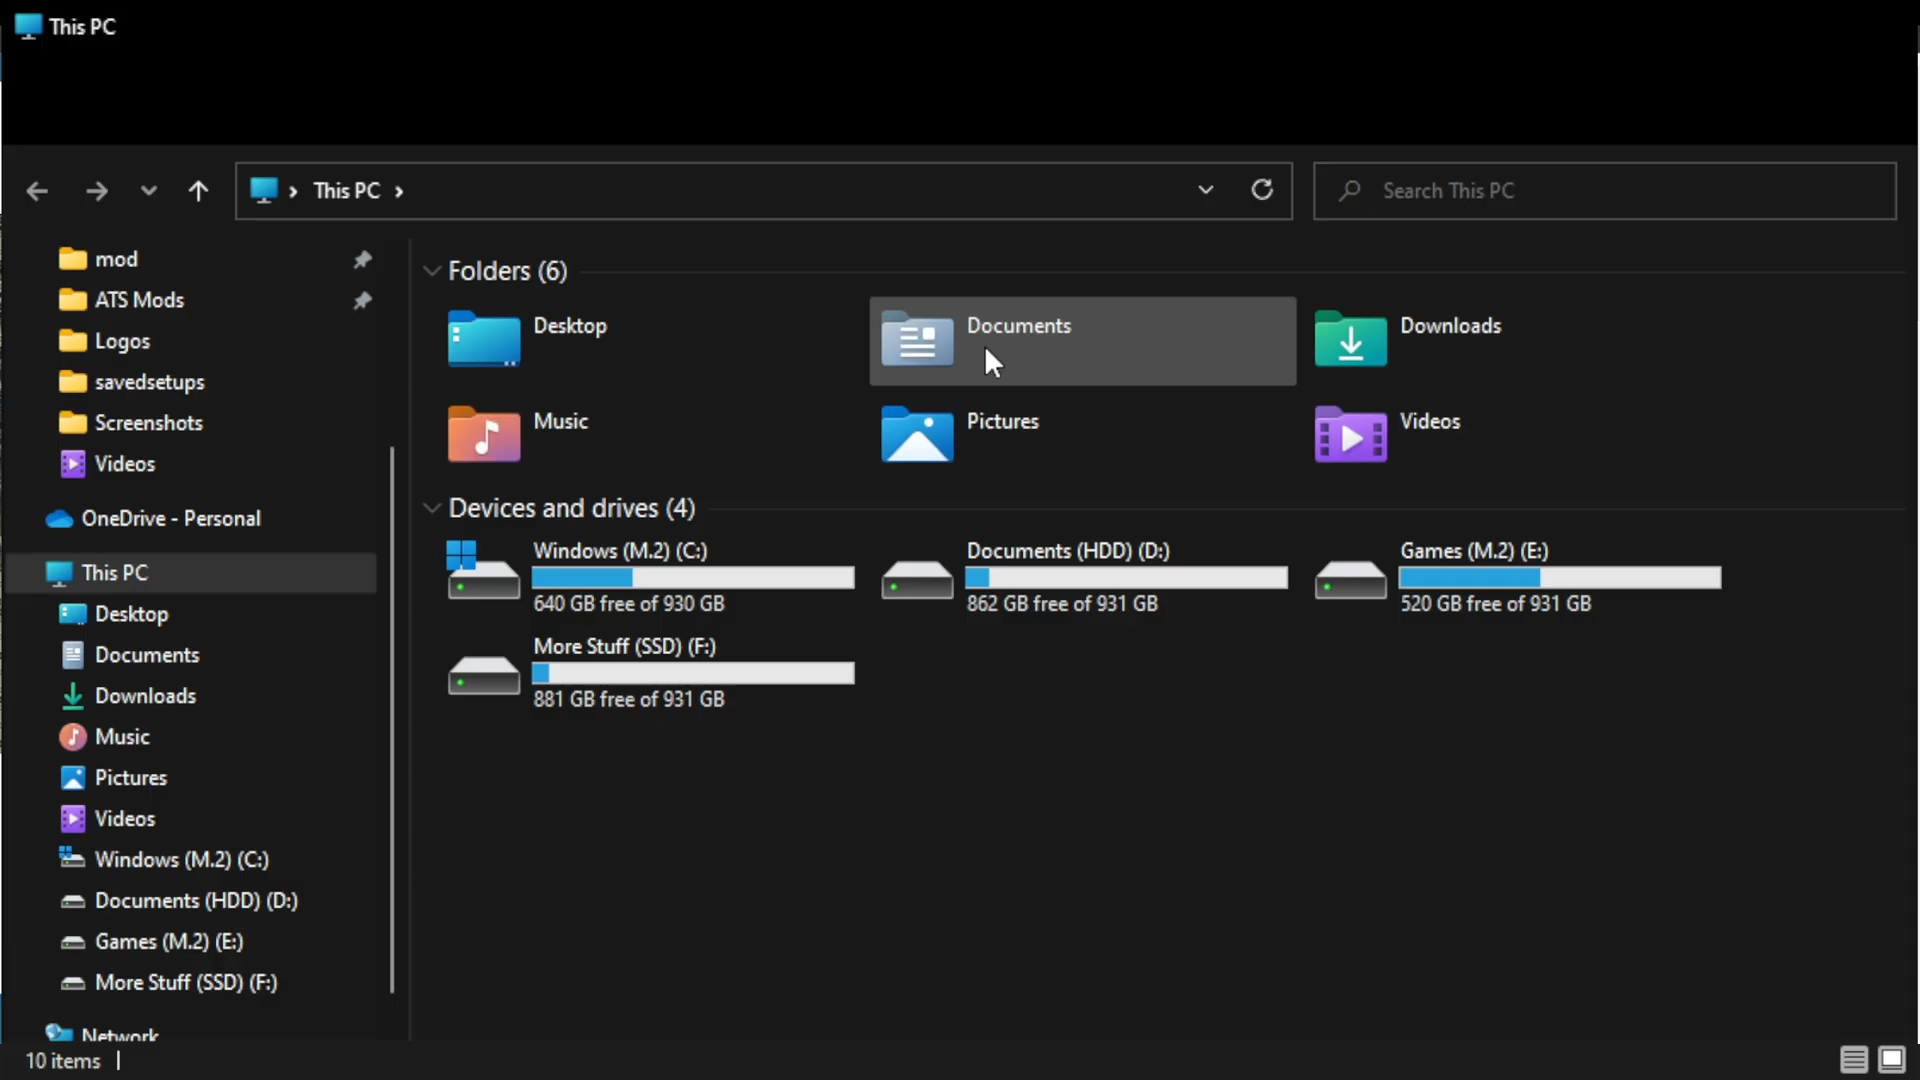 This PC
This PC
Search This PC
mod
ATS Mods
Logos
savedsetups
Screenshots
Videos
OneDrive - Personal
This PC
Desktop
Documents
Downloads
Music
Pictures
Videos
Windows (M.2) (C:)
Documents (HDD) (D:)
Games (M.2) (E:)
More Stuff (SSD) (F:)
Network
Folders (6)
Desktop
Documents
Downloads
Music
Pictures
Videos
Devices and drives (4)
Windows (M.2) (C:)
640 GB free of 930 GB
Documents (HDD) (D:)
862 GB free of 931 GB
Games (M.2) (E:)
520 GB free of 931 GB
More Stuff (SSD) (F:)
881 GB free of 931 GB
10 items